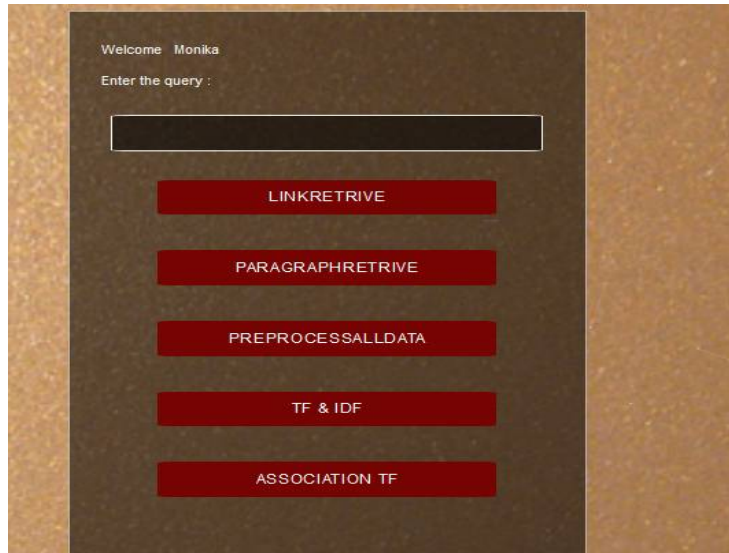 Welcome Monika
Enter the query :
LINKRETRIVE
PARAGRAPHRETRIVE
PREPROCESSALLDATA
TF & IDF
ASSOCIATION TF